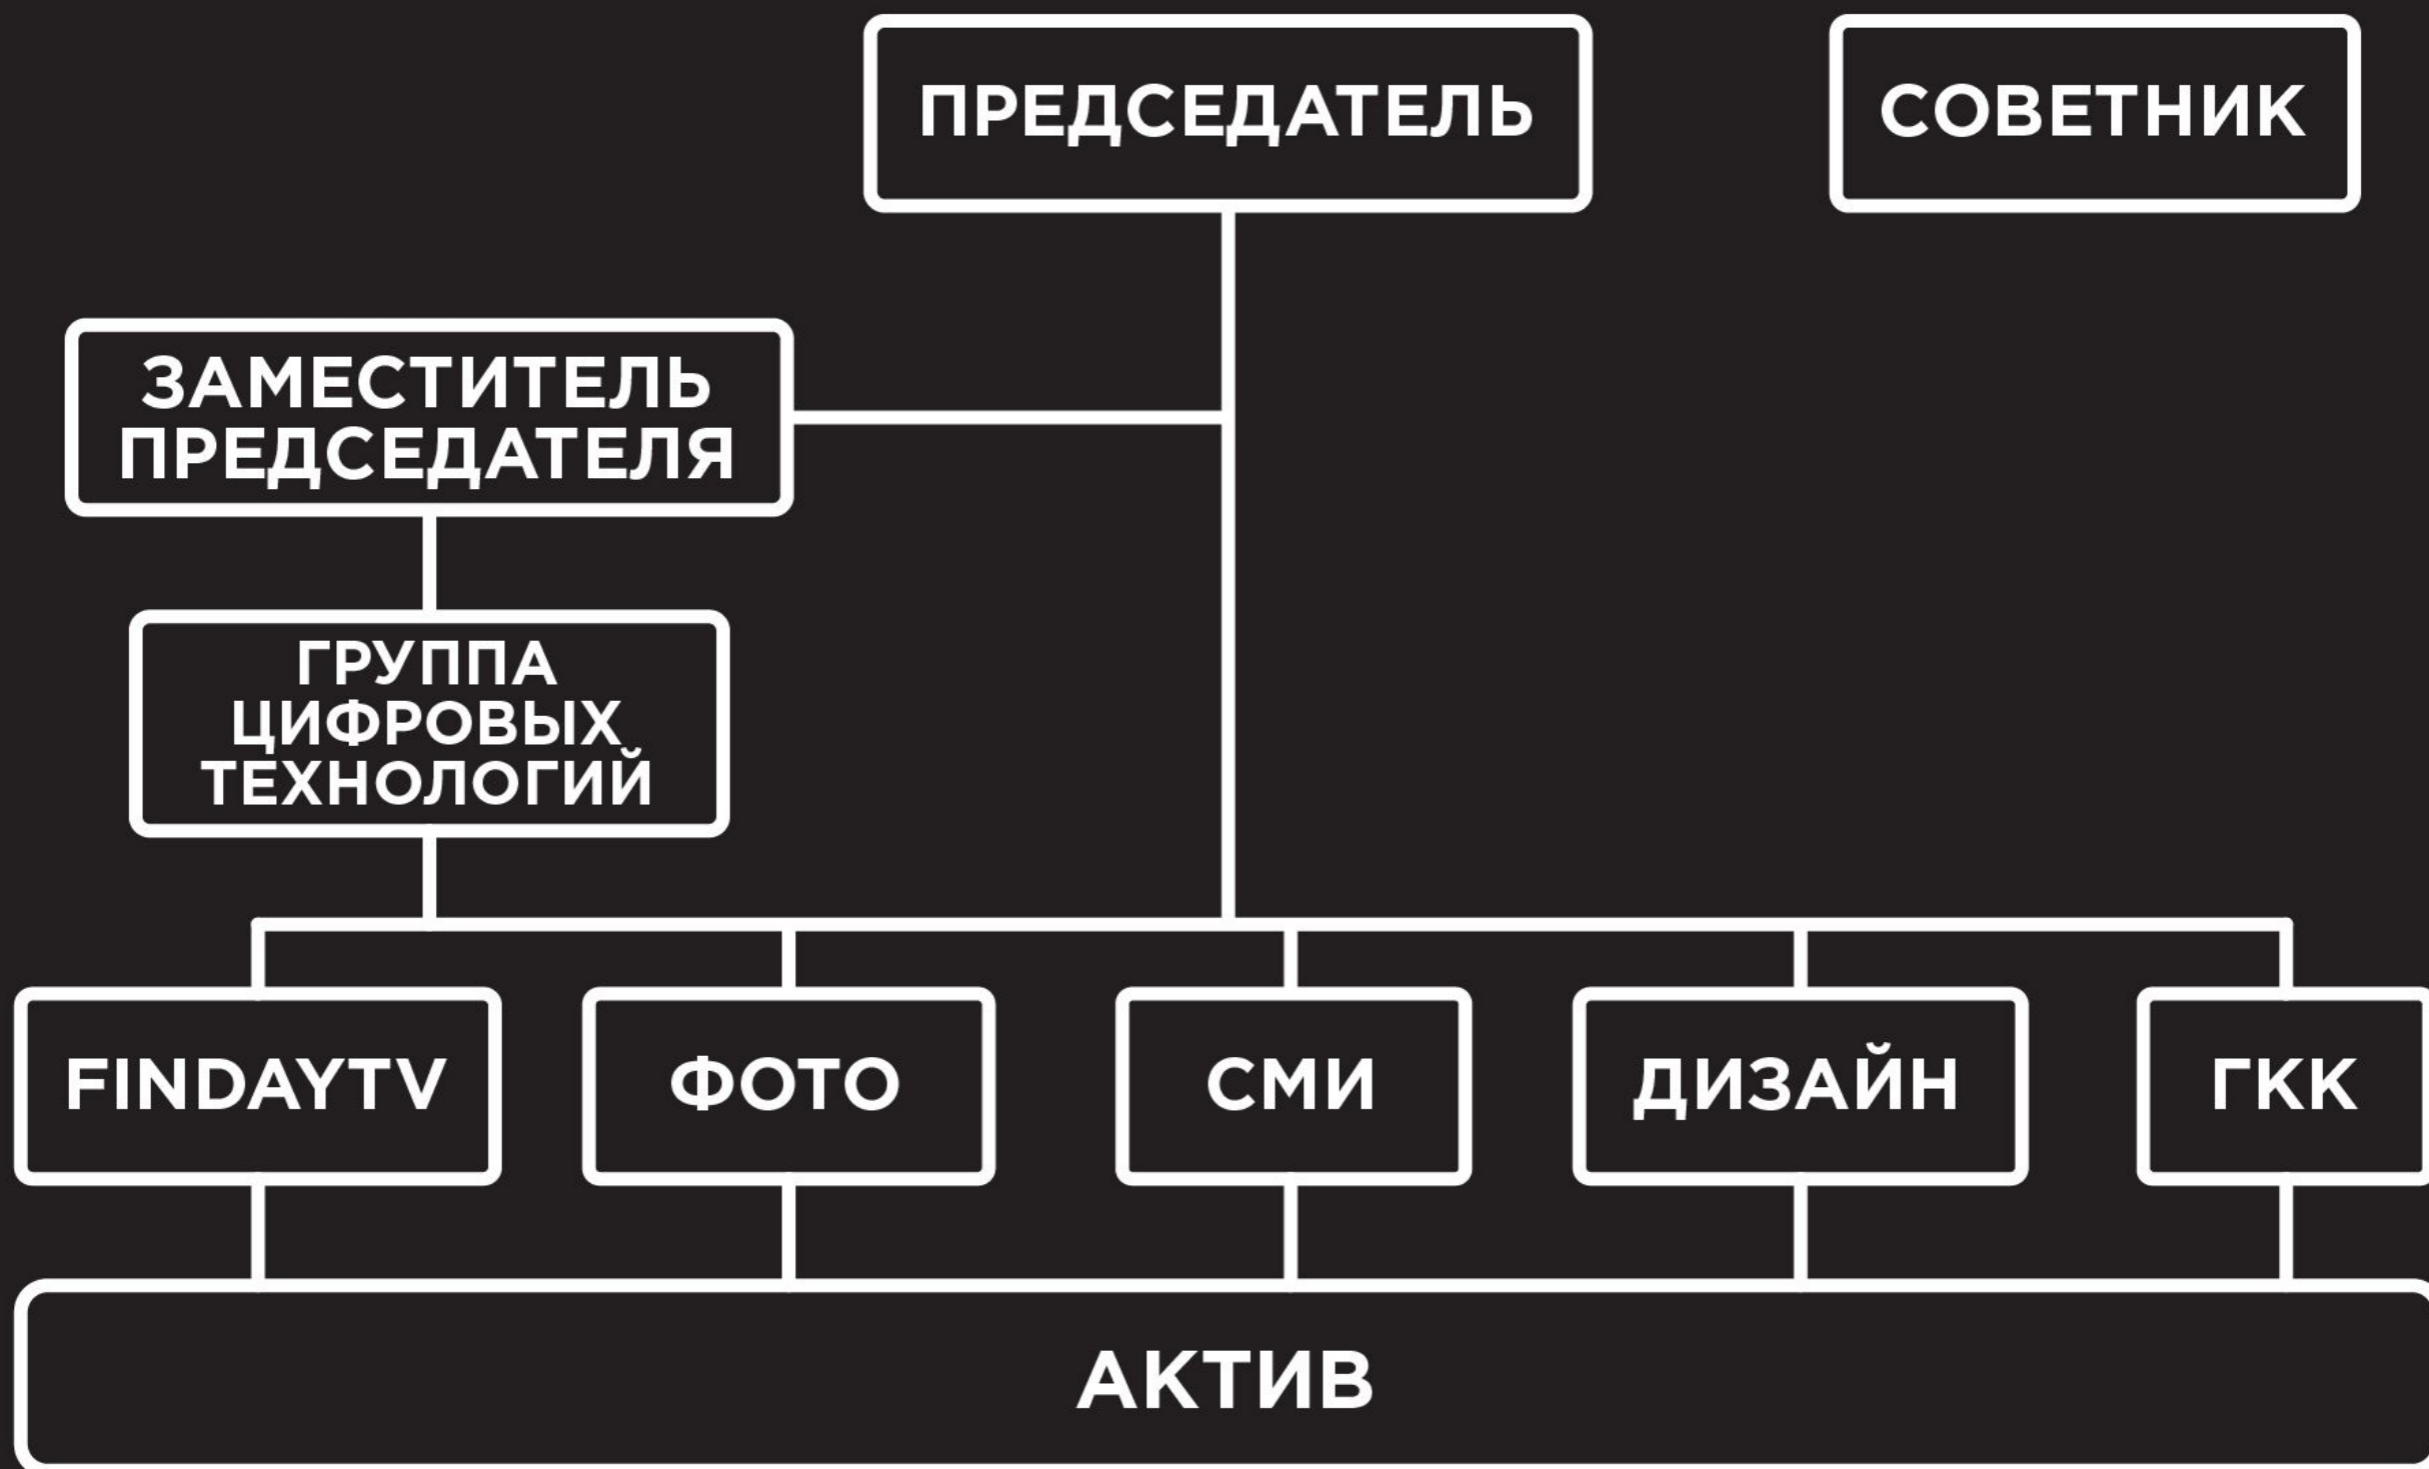 ПРЕДСЕДАТЕЛЬ
СОВЕТНИК
ЗАМЕСТИТЕЛЬ
ПРЕДСЕДАТЕЛЯ
ГРУППА
ЦИФРОВЫХ
ТЕХНОЛОГИЙ
FINDAYTV
ФОТО
СМИ
ДИЗАЙН
ГКК
АКТИВ